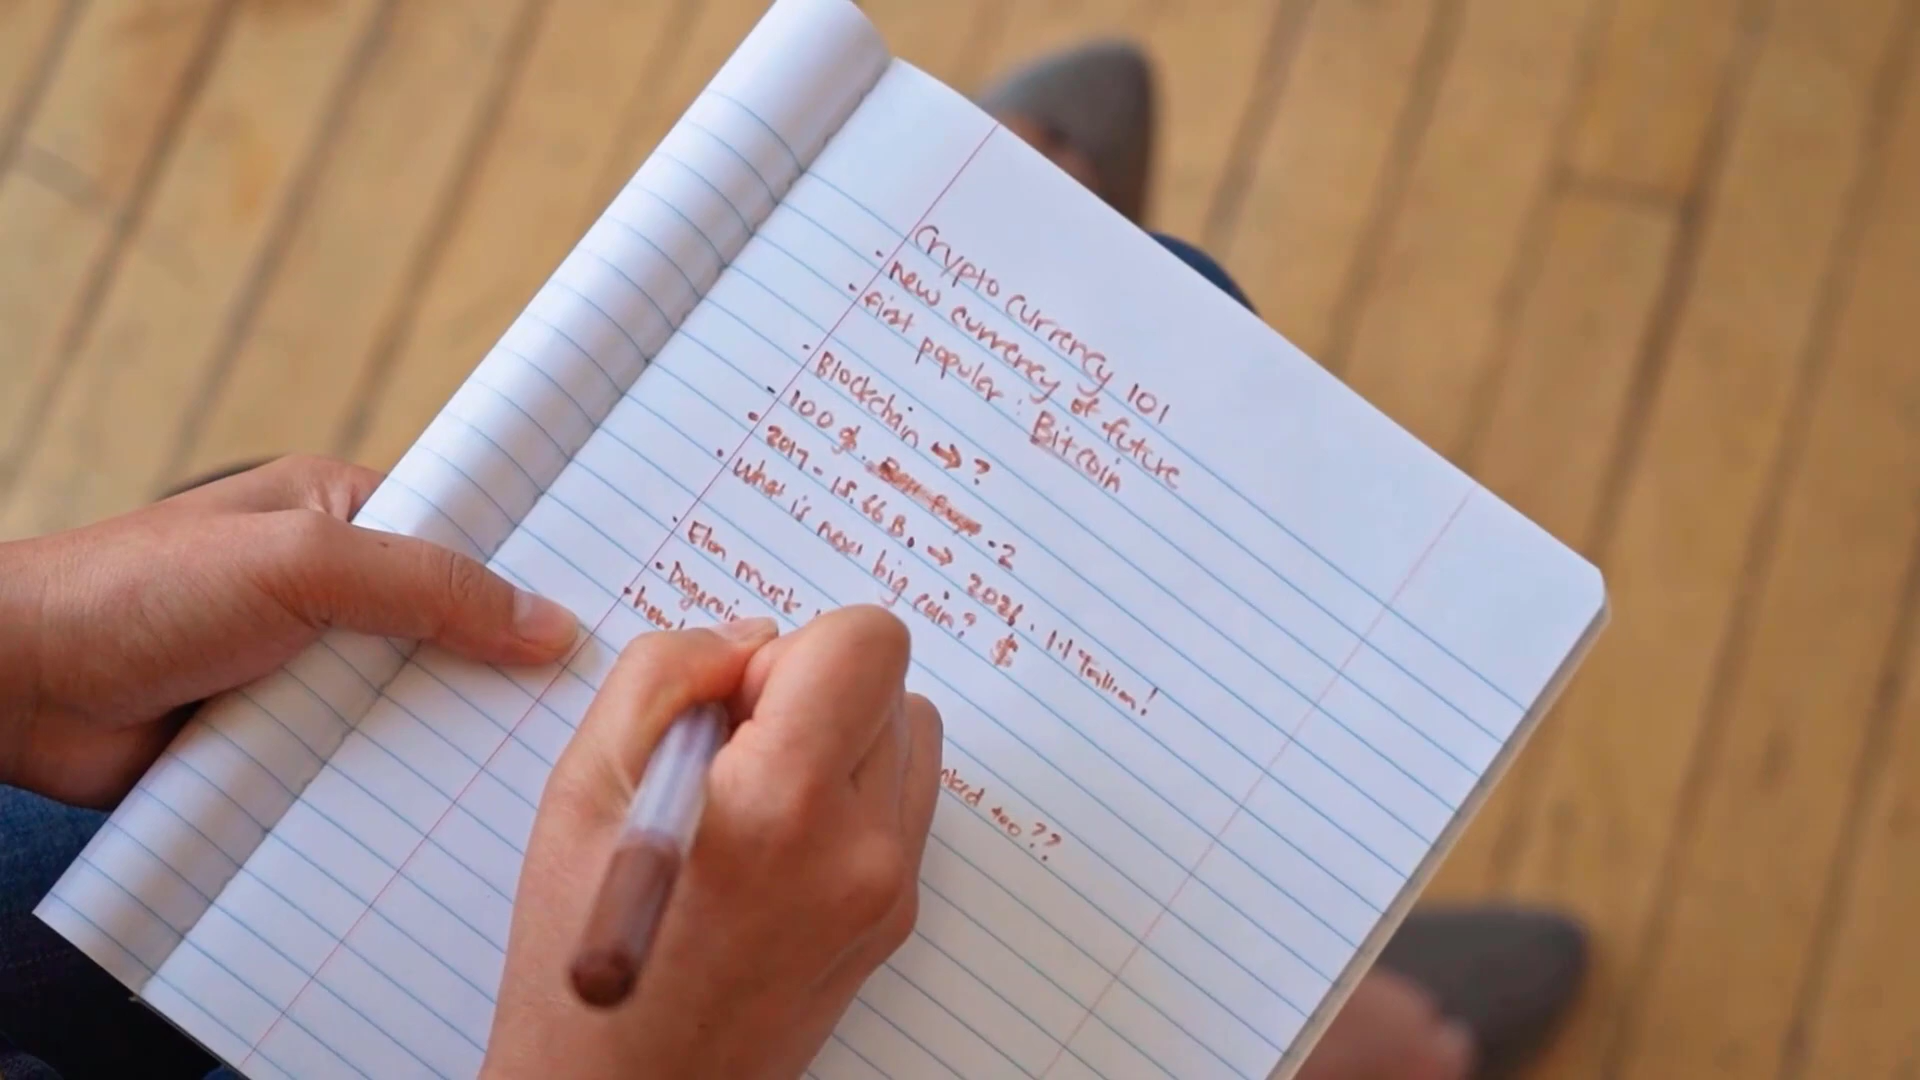 Crypto Currency 101
- new currency of future
- first popular : Bitcoin
- Blockchain → ?
- 100 . 2
- 2017 - 15.66 B. → 2021 . 1.1 Trillion!
- What is next big coin? $
- Elon Musk
- Dogecoin
too ??